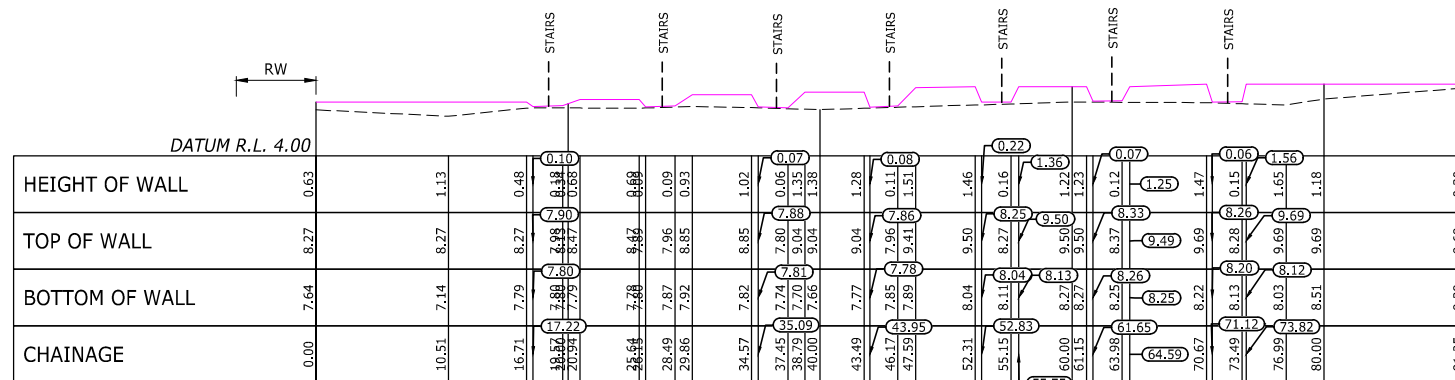 STAIRS STAIRS STAIRS STAIRS STAIRS STAIRS STAIRS
RW
DATUM R.L. 4.00
0.10 0.07 0.08 0.22 1.36 0.07 1.25 0.06 1.56
HEIGHT OF WALL 0.63 1.13 0.48 0.68 0.09 0.93 1.02 0.06 1.35 1.38 1.28 0.11 1.51 1.46 0.16 1.22 1.23 0.12 1.47 0.15 1.65 1.18
7.90 7.88 7.86 8.25 9.50 8.33 9.49 8.26 9.69
TOP OF WALL 8.27 8.27 8.27 8.47 7.96 8.85 8.85 7.80 9.04 9.04 9.04 7.96 9.41 9.50 8.27 9.50 9.50 8.37 9.69 8.28 9.69 9.69
7.80 7.81 7.78 8.04 8.13 8.26 8.25 8.20 8.12
BOTTOM OF WALL 7.64 7.14 7.79 7.79 7.87 7.92 7.82 7.74 7.70 7.66 7.77 7.85 7.89 8.04 8.11 8.27 8.27 8.25 8.22 8.13 8.03 8.51
17.22 35.09 43.95 52.83 61.65 64.59 71.12 73.82
CHAINAGE 0.00 10.51 16.71 20.94 28.49 29.86 34.57 37.45 38.79 40.00 43.49 46.17 47.59 52.31 55.15 60.00 61.15 63.98 70.67 73.49 76.99 80.00